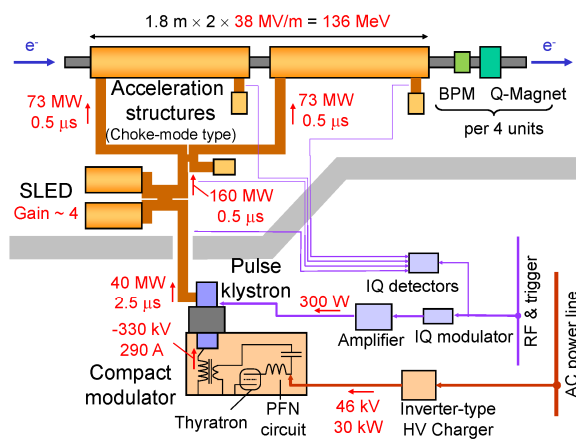 1.8 m × 2 × 38 MV/m = 136 MeV
e-
e-
73 MW
0.5 μs
Acceleration
structures
(Choke-mode type)
73 MW
0.5 μs
BPM
Q-Magnet
per 4 units
SLED
Gain ~ 4
160 MW
0.5 μs
Pulse
klystron
40 MW
2.5 μs
IQ detectors
300 W
Amplifier
IQ modulator
RF & trigger
AC power line
-330 kV
290 A
Compact
modulator
Thyratron
PFN
circuit
46 kV
30 kW
Inverter-type
HV Charger